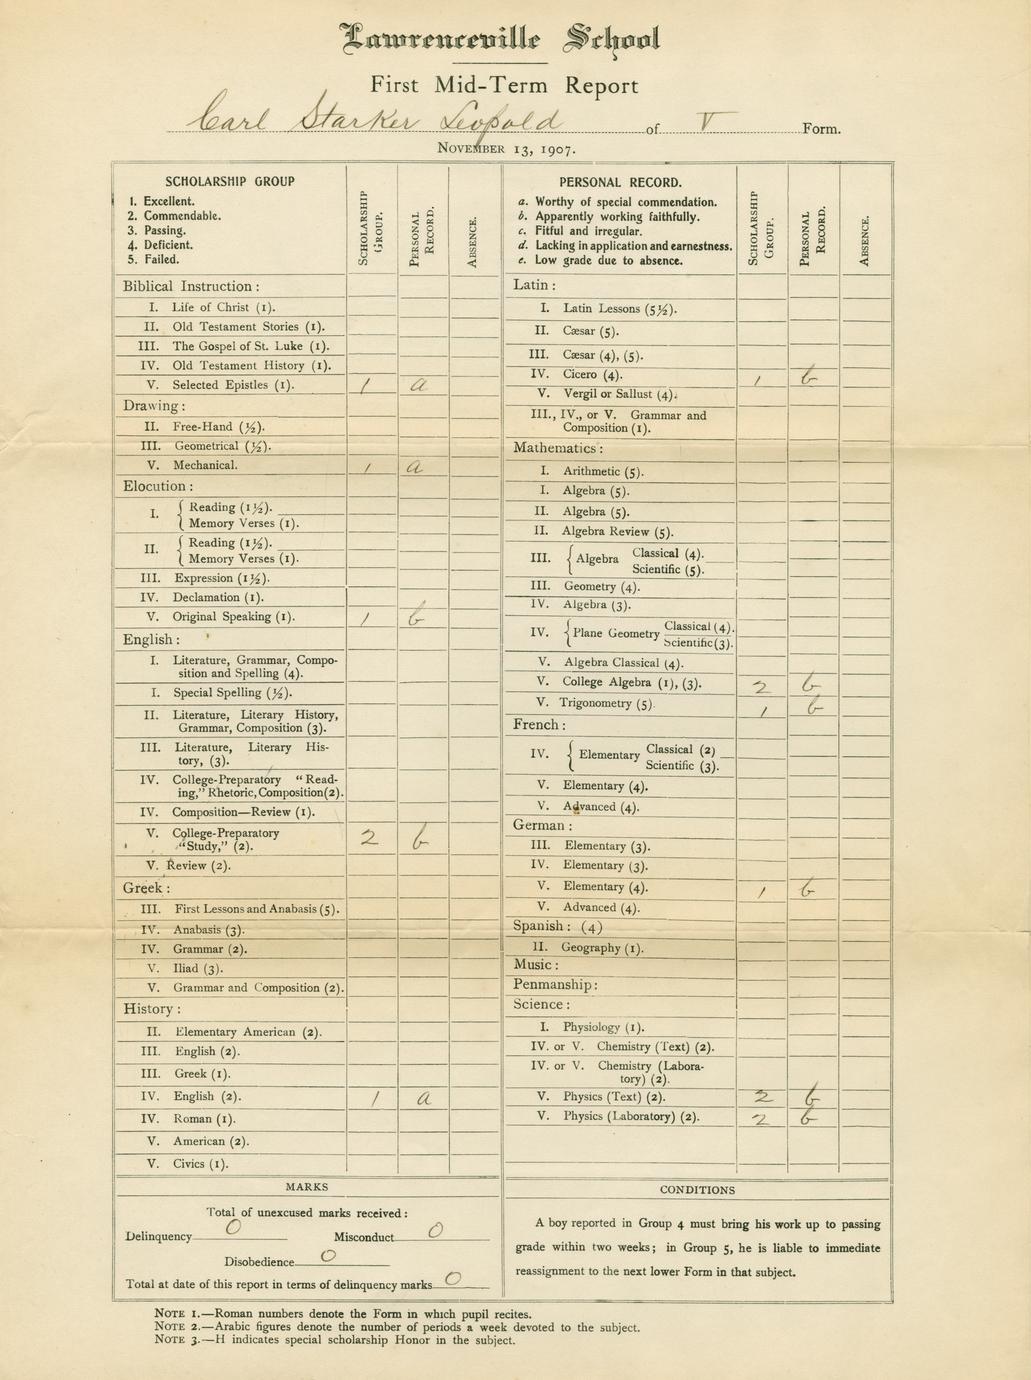 Lawrenceville School
First Mid-Term Report
Carl Starker Leopold of V Form.
November 13, 1907.
SCHOLARSHIP GROUP
1. Excellent.
2. Commendable.
3. Passing.
4. Deficient.
5. Failed.
Scholarship Group.
Personal Record.
Absence.
Biblical Instruction:
I. Life of Christ (1).
II. Old Testament Stories (1).
III. The Gospel of St. Luke (1).
IV. Old Testament History (1).
V. Selected Epistles (1). 1 a
Drawing:
II. Free-Hand (½).
III. Geometrical (½).
V. Mechanical. 1 a
Elocution:
I. { Reading (1½).
Memory Verses (1).
II. { Reading (1½).
Memory Verses (1).
III. Expression (1½).
IV. Declamation (1).
V. Original Speaking (1). 1 b
English:
I. Literature, Grammar, Compo-
sition and Spelling (4).
I. Special Spelling (½).
II. Literature, Literary History,
Grammar, Composition (3).
III. Literature, Literary His-
tory, (3).
IV. College-Preparatory "Read-
ing," Rhetoric, Composition (2).
IV. Composition—Review (1).
V. College-Preparatory
"Study," (2). 2 b
V. Review (2).
Greek:
III. First Lessons and Anabasis (5).
IV. Anabasis (3).
IV. Grammar (2).
V. Iliad (3).
V. Grammar and Composition (2).
History:
II. Elementary American (2).
III. English (2).
III. Greek (1).
IV. English (2). 1 a
IV. Roman (1).
V. American (2).
V. Civics (1).
MARKS
Total of unexcused marks received:
Delinquency 0 Misconduct 0
Disobedience 0
Total at date of this report in terms of delinquency marks 0
PERSONAL RECORD.
a. Worthy of special commendation.
b. Apparently working faithfully.
c. Fitful and irregular.
d. Lacking in application and earnestness.
e. Low grade due to absence.
Scholarship Group.
Personal Record.
Absence.
Latin:
I. Latin Lessons (5½).
II. Cæsar (5).
III. Cæsar (4), (5).
IV. Cicero (4). 1 b
V. Vergil or Sallust (4).
III., IV., or V. Grammar and
Composition (1).
Mathematics:
I. Arithmetic (5).
I. Algebra (5).
II. Algebra (5).
II. Algebra Review (5).
III. { Algebra Classical (4).
Scientific (5).
III. Geometry (4).
IV. Algebra (3).
IV. { Plane Geometry Classical (4).
Scientific (3).
V. Algebra Classical (4).
V. College Algebra (1), (3). 2 b
V. Trigonometry (5). 1 b
French:
IV. { Elementary Classical (2)
Scientific (3).
V. Elementary (4).
V. Advanced (4).
German:
III. Elementary (3).
IV. Elementary (3).
V. Elementary (4). 1 b
V. Advanced (4).
Spanish: (4)
II. Geography (1).
Music:
Penmanship:
Science:
I. Physiology (1).
IV. or V. Chemistry (Text) (2).
IV. or V. Chemistry (Labora-
tory) (2).
V. Physics (Text) (2). 2 b
V. Physics (Laboratory) (2). 2 b
CONDITIONS
A boy reported in Group 4 must bring his work up to passing
grade within two weeks; in Group 5, he is liable to immediate
reassignment to the next lower Form in that subject.
Note 1.—Roman numbers denote the Form in which pupil recites.
Note 2.—Arabic figures denote the number of periods a week devoted to the subject.
Note 3.—H indicates special scholarship Honor in the subject.